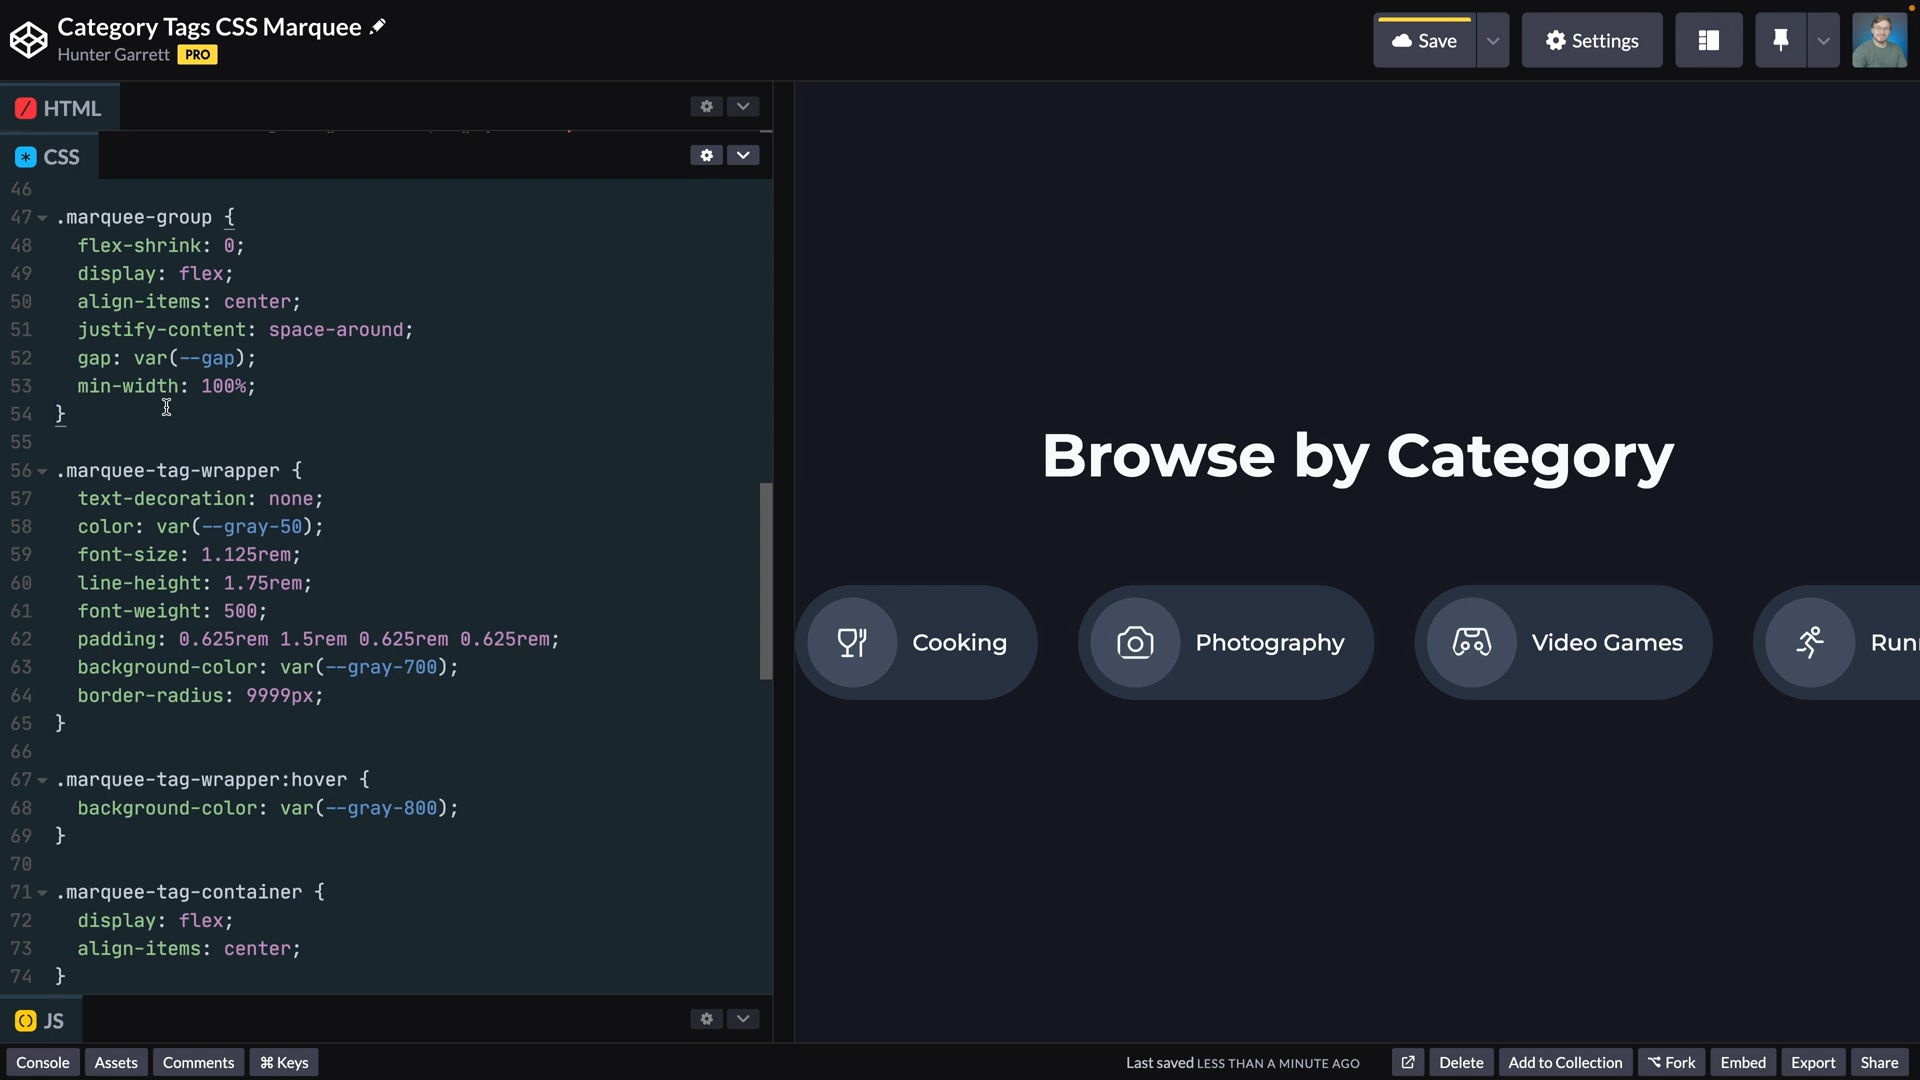 Category Tags CSS Marquee
Hunter Garrett PRO
Save
Settings
HTML
CSS
46
47 .marquee-group {
48 flex-shrink: 0;
49 display: flex;
50 align-items: center;
51 justify-content: space-around;
52 gap: var(--gap);
53 min-width: 100%;
54 }
55
56 .marquee-tag-wrapper {
57 text-decoration: none;
58 color: var(--gray-50);
59 font-size: 1.125rem;
60 line-height: 1.75rem;
61 font-weight: 500;
62 padding: 0.625rem 1.5rem 0.625rem 0.625rem;
63 background-color: var(--gray-700);
64 border-radius: 9999px;
65 }
66
67 .marquee-tag-wrapper:hover {
68 background-color: var(--gray-800);
69 }
70
71 .marquee-tag-container {
72 display: flex;
73 align-items: center;
74 }
JS
Browse by Category
Cooking
Photography
Video Games
Run
Console
Assets
Comments
⌘ Keys
Last saved LESS THAN A MINUTE AGO
Delete
Add to Collection
⌥ Fork
Embed
Export
Share